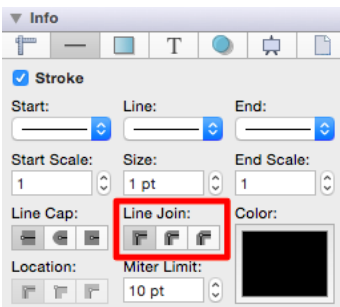 Info
T
Stroke
Start: Line: End:
Start Scale: Size: End Scale:
1 1 pt 1
Line Cap: Line Join: Color:
Location: Miter Limit:
10 pt